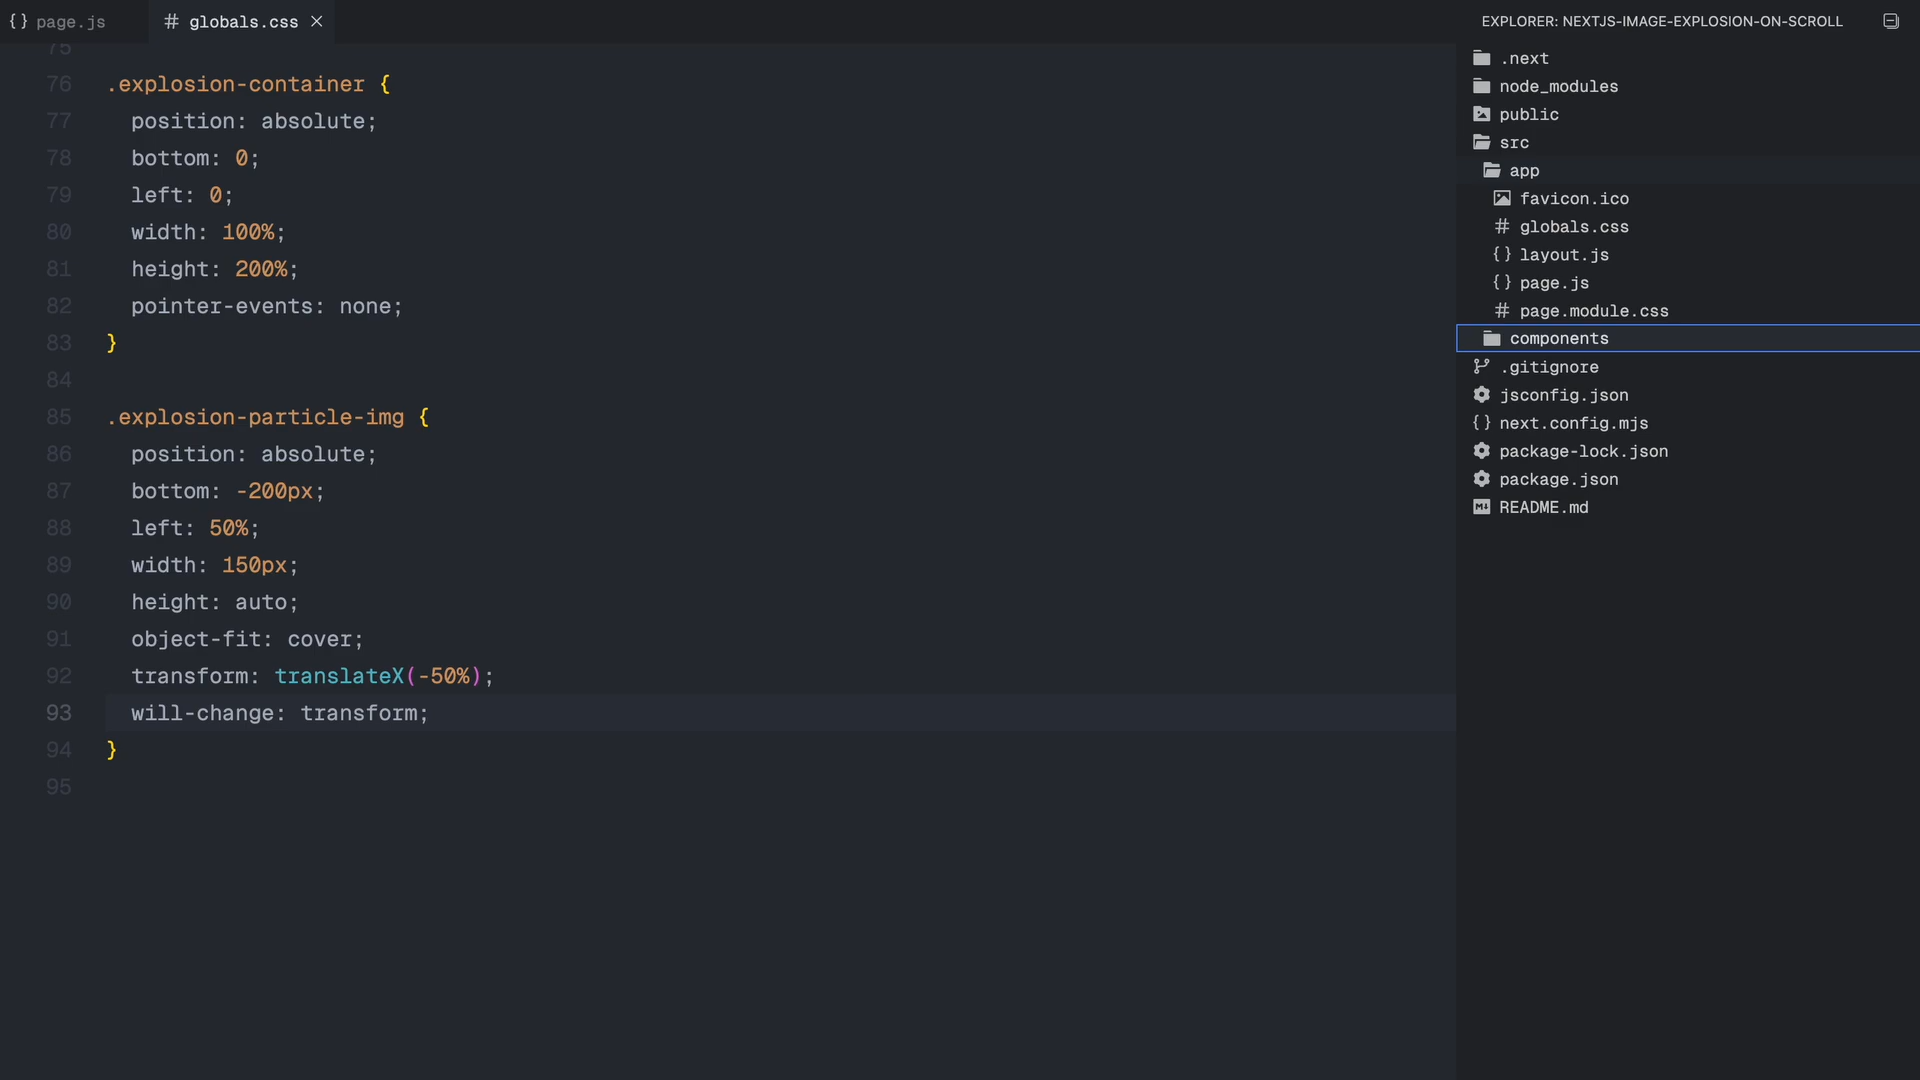 page.js
# globals.css
EXPLORER: NEXTJS-IMAGE-EXPLOSION-ON-SCROLL
75
76 .explosion-container {
77 position: absolute;
78 bottom: 0;
79 left: 0;
80 width: 100%;
81 height: 200%;
82 pointer-events: none;
83 }
84
85 .explosion-particle-img {
86 position: absolute;
87 bottom: -200px;
88 left: 50%;
89 width: 150px;
90 height: auto;
91 object-fit: cover;
92 transform: translateX(-50%);
93 will-change: transform;
94 }
95
.next
node_modules
public
src
app
favicon.ico
# globals.css
{} layout.js
{} page.js
# page.module.css
components
.gitignore
jsconfig.json
{} next.config.mjs
package-lock.json
package.json
README.md